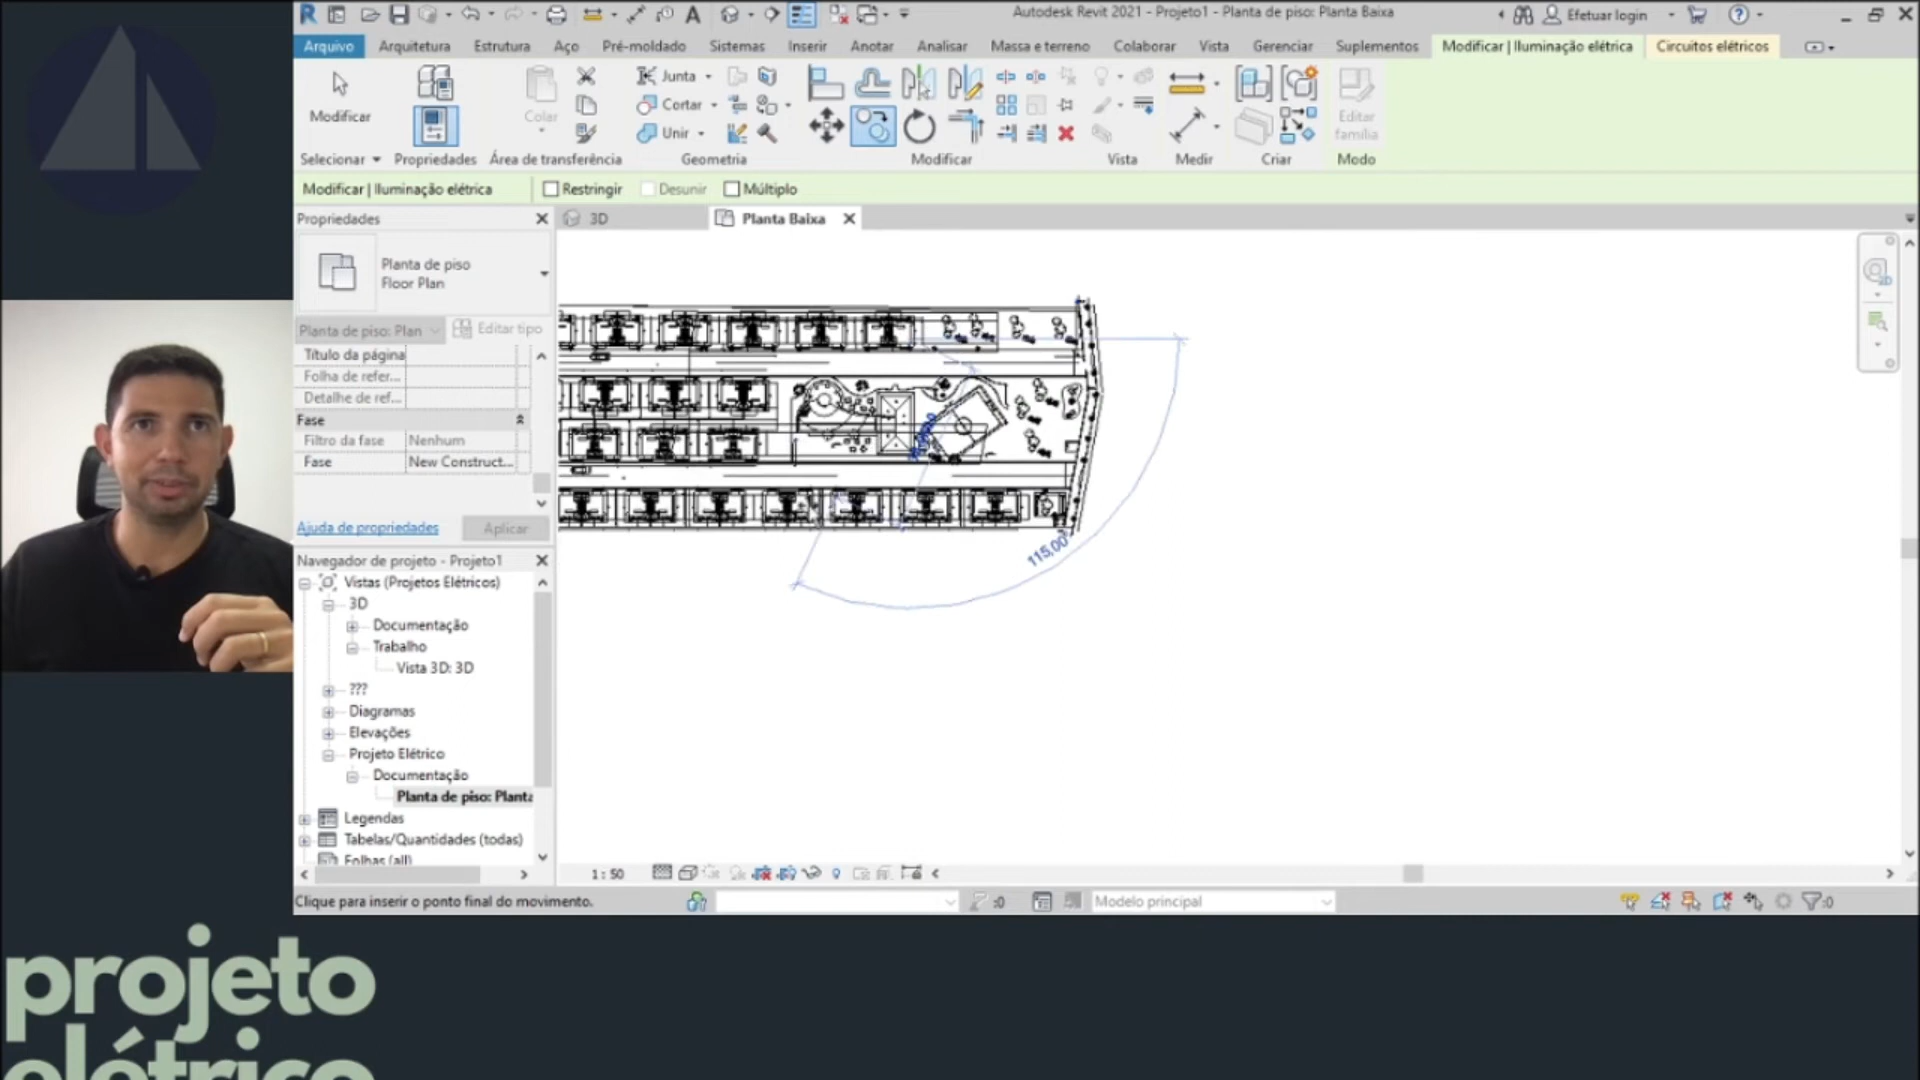 Autodesk Revit 2021 - Projeto1 - Planta de piso: Planta Baixa
Efetuar login
Arquivo Arquitetura Estrutura Aço Pré-moldado Sistemas Inserir Anotar Analisar Massa e terreno Colaborar Vista Gerenciar Suplementos Modificar | Iluminação elétrica Circuitos elétricos
Junta
Cortar
Unir
Modificar
Colar
Editar
família
Selecionar Propriedades Área de transferência Geometria Modificar Vista Medir Criar Modo
Modificar | Iluminação elétrica Restringir Desunir Múltiplo
Propriedades
3D
Planta Baixa
Planta de piso
Floor Plan
Planta de piso: Plan
Editar tipo
Título da página
Folha de refer...
Detalhe de ref...
Fase
Filtro da fase Nenhum
Fase New Construct...
Ajuda de propriedades
Aplicar
115,00°
Navegador de projeto - Projeto1
Vistas (Projetos Elétricos)
3D
Documentação
Trabalho
Vista 3D: 3D
???
Diagramas
Elevações
Projeto Elétrico
Documentação
Planta de piso: Planta
Legendas
Tabelas/Quantidades (todas)
Folhas (all)
1 : 50
Clique para inserir o ponto final do movimento.
:0
Modelo principal
:0
projeto
elétrico